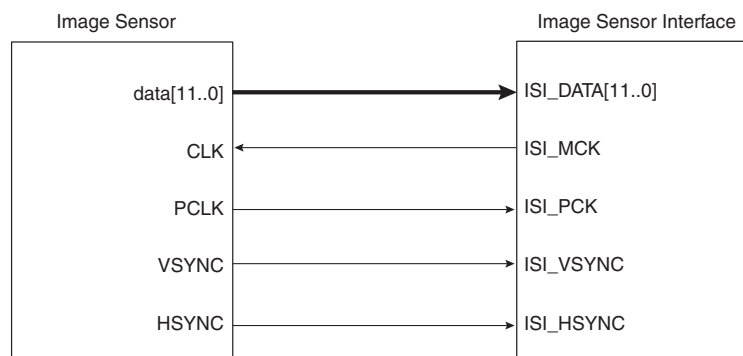 Image Sensor
Image Sensor Interface
data[11..0]
ISI_DATA[11..0]
CLK
ISI_MCK
PCLK
ISI_PCK
VSYNC
ISI_VSYNC
HSYNC
ISI_HSYNC